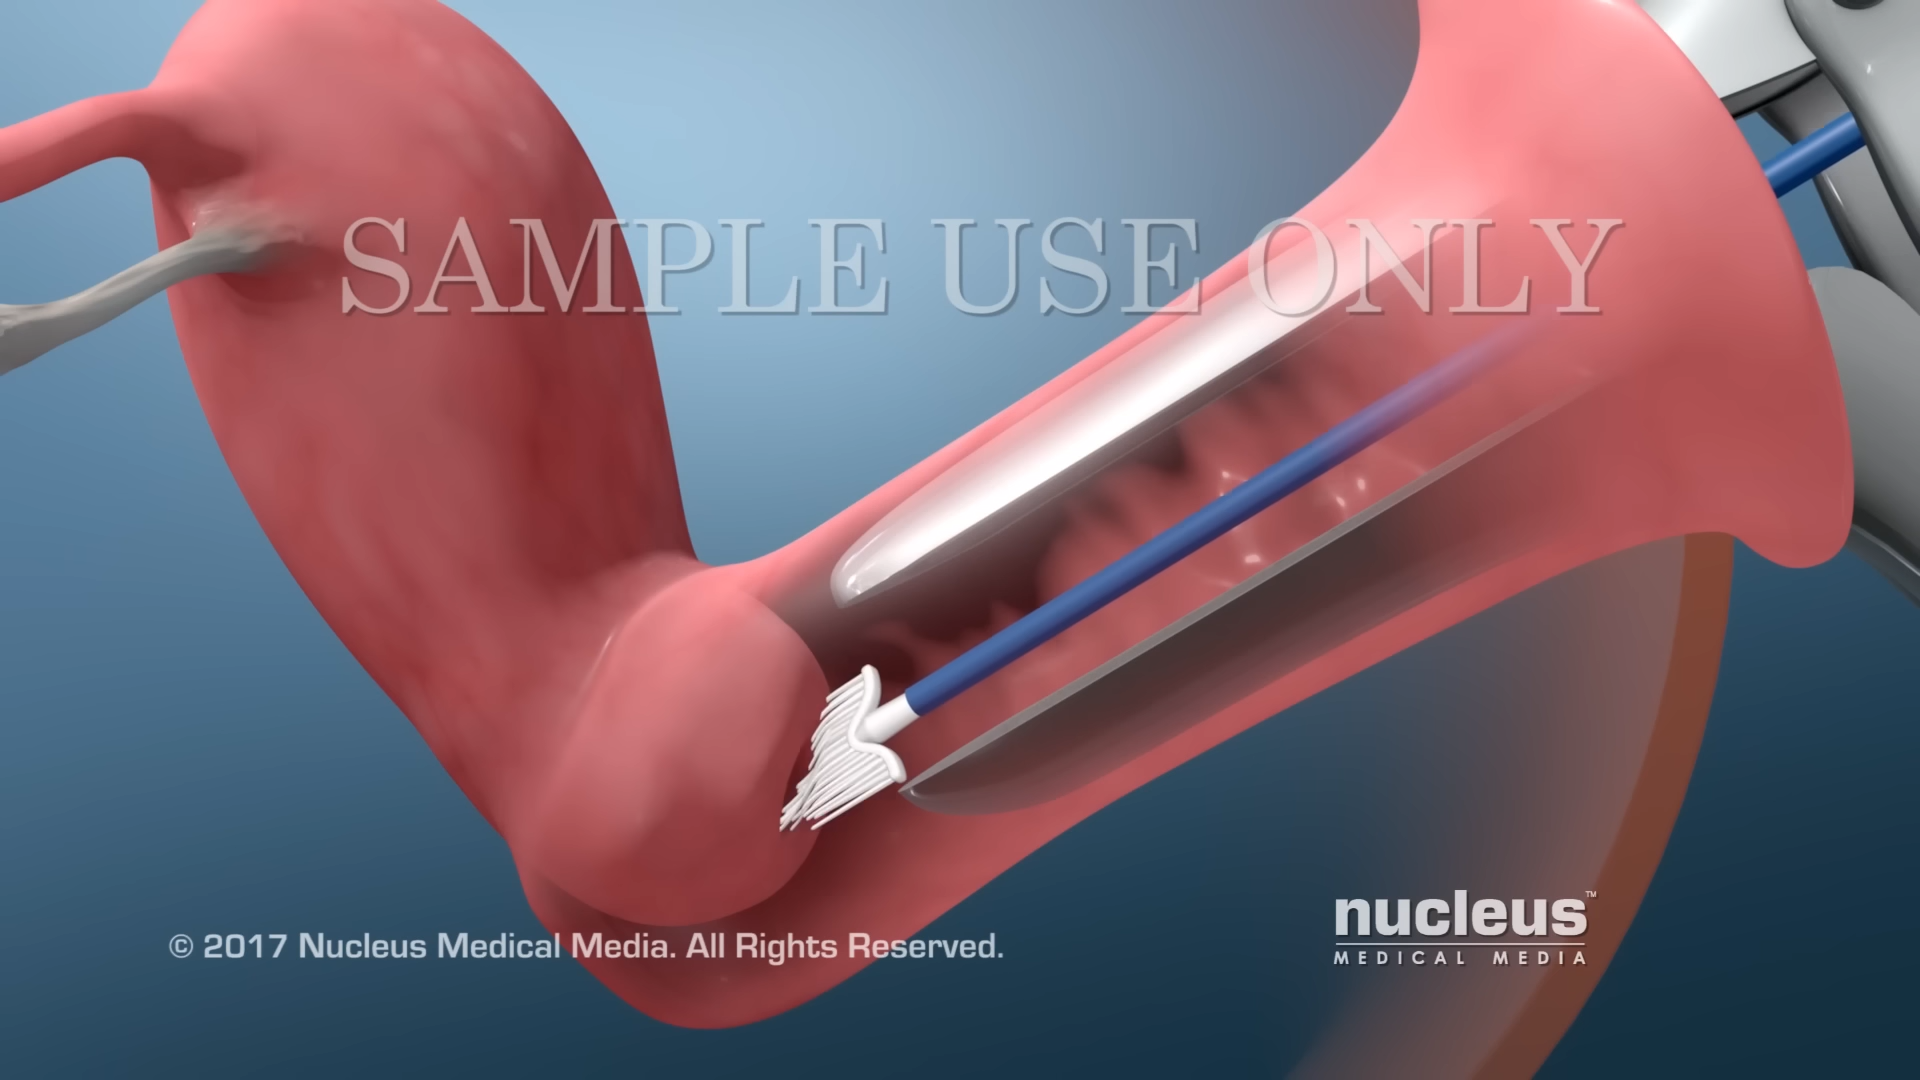 SAMPLE USE ONLY
nucleus™
MEDICAL MEDIA
© 2017 Nucleus Medical Media. All Rights Reserved.